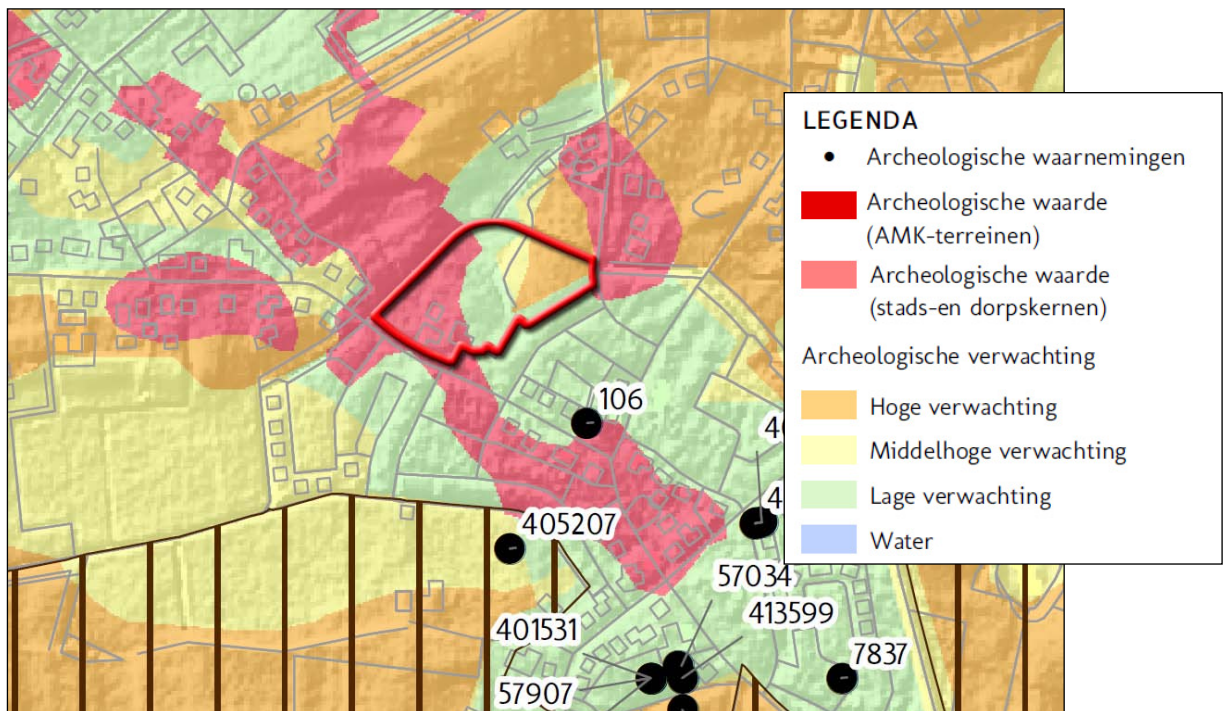 LEGENDA
Archeologische waarnemingen
Archeologische waarde
(AMK-terreinen)
Archeologische waarde
(stads-en dorpskernen)
Archeologische verwachting
Hoge verwachting
Middelhoge verwachting
Lage verwachting
Water
106
405207
57034
413599
401531
7837
57907